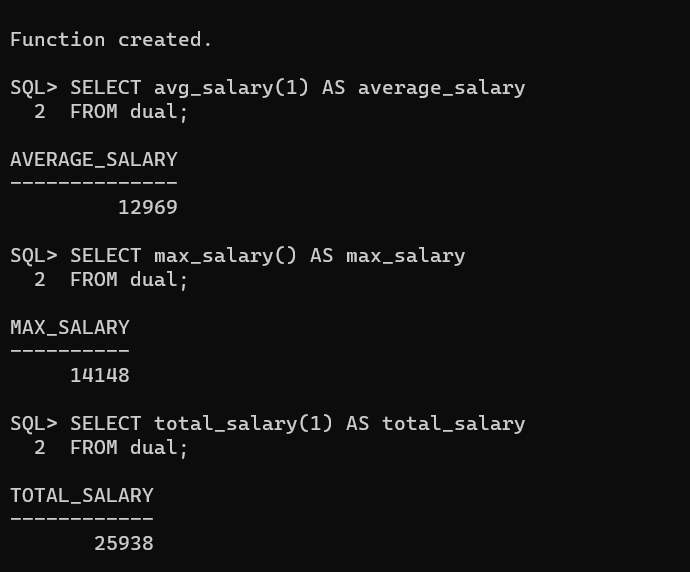 Function created.
SQL> SELECT avg_salary(1) AS average_salary
  2  FROM dual;
AVERAGE_SALARY
--------------
         12969
SQL> SELECT max_salary() AS max_salary
  2  FROM dual;
MAX_SALARY
----------
     14148
SQL> SELECT total_salary(1) AS total_salary
  2  FROM dual;
TOTAL_SALARY
------------
       25938